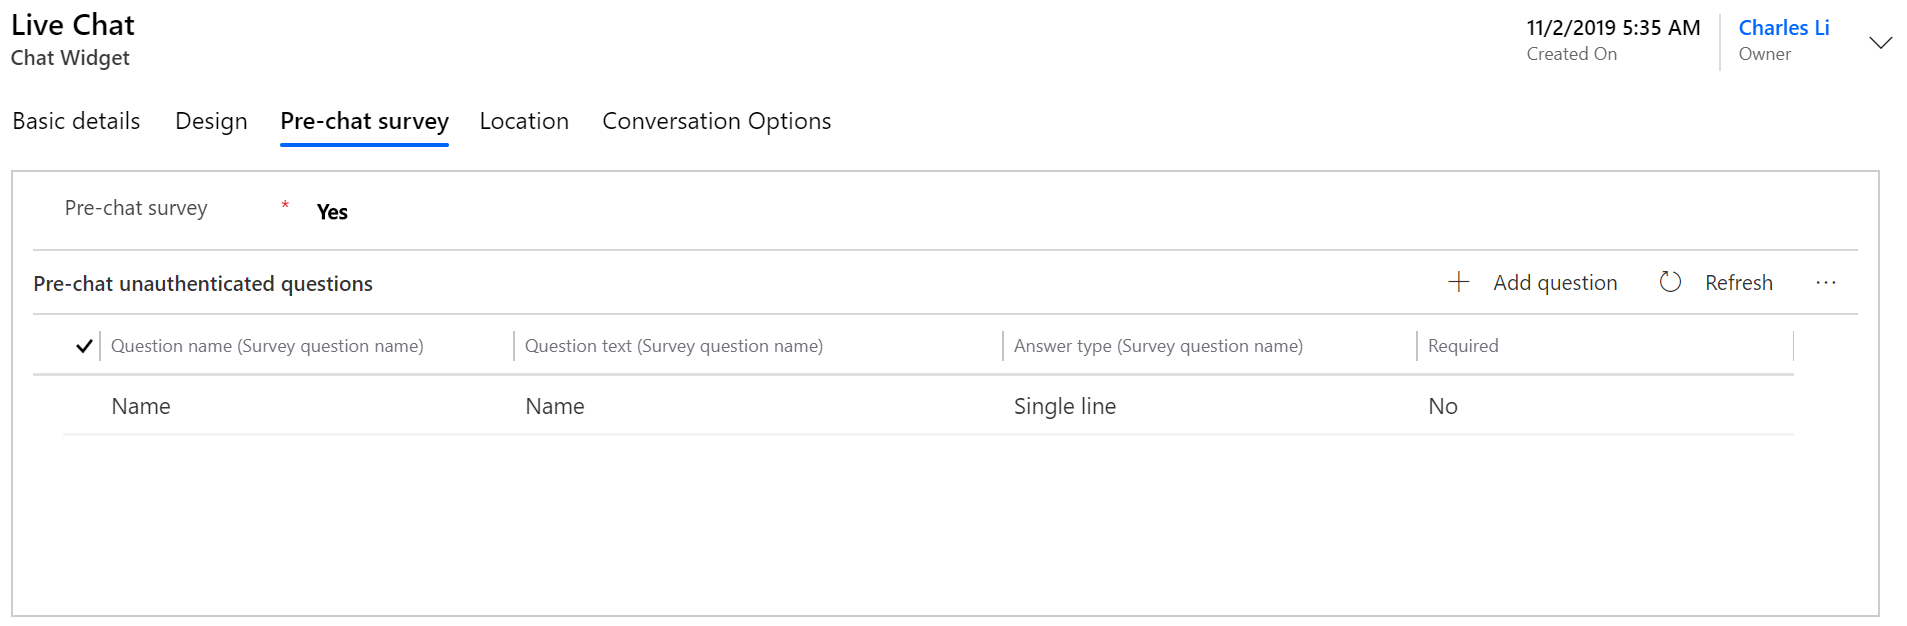 Live Chat
Chat Widget
11/2/2019 5:35 AM
Created On
Charles Li
Owner
Basic details Design Pre-chat survey Location Conversation Options
Pre-chat survey * Yes
Pre-chat unauthenticated questions Add question Refresh ...
Question name (Survey question name) Question text (Survey question name) Answer type (Survey question name) Required
Name Name Single line No